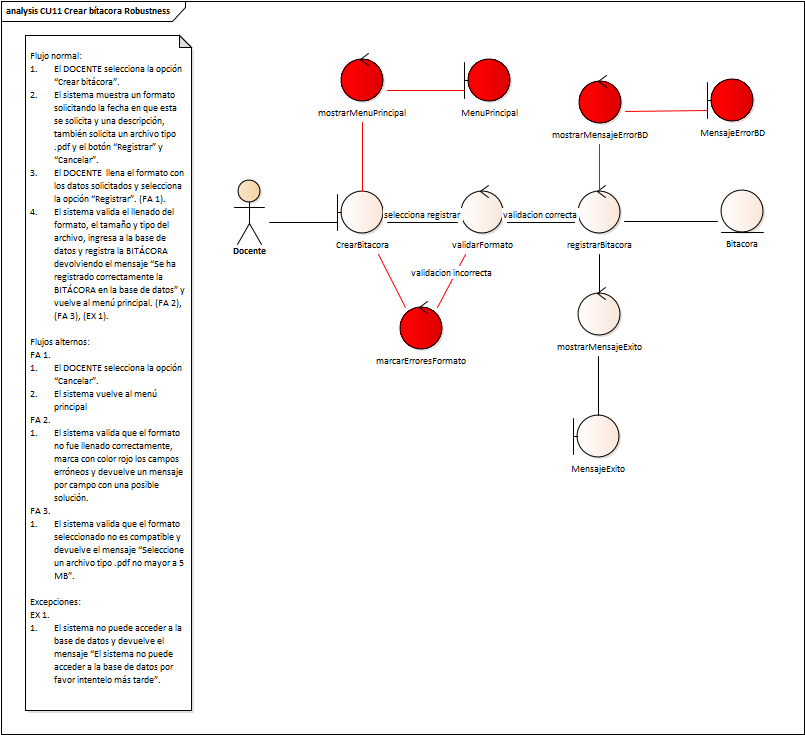 analysis CU11 Crear bítacora Robustness
Flujo normal:
1. El DOCENTE selecciona la opción
“Crear bitácora”.
2. El sistema muestra un formato
solicitando la fecha en que esta
se solicita y una descripción,
también solicita un archivo tipo
.pdf y el botón “Registrar” y
“Cancelar”.
3. El DOCENTE llena el formato con
los datos solicitados y selecciona
la opción “Registrar”. (FA 1).
4. El sistema valida el llenado del
formato, el tamaño y tipo del
archivo, ingresa a la base de
datos y registra la BITÁCORA
devolviendo el mensaje “Se ha
registrado correctamente la
BITÁCORA en la base de datos” y
vuelve al menú principal. (FA 2),
(FA 3), (EX 1).
Flujos alternos:
FA 1.
1. El DOCENTE selecciona la opción
“Cancelar”.
2. El sistema vuelve al menú
principal
FA 2.
1. El sistema valida que el formato
no fue llenado correctamente,
marca con color rojo los campos
erróneos y devuelve un mensaje
por campo con una posible
solución.
FA 3.
1. El sistema valida que el formato
seleccionado no es compatible y
devuelve el mensaje “Seleccione
un archivo tipo .pdf no mayor a 5
MB”.
Excepciones:
EX 1.
1. El sistema no puede acceder a la
base de datos y devuelve el
mensaje “El sistema no puede
acceder a la base de datos por
favor intentelo más tarde”.
mostrarMenuPrincipal
MenuPrincipal
mostrarMensajeErrorBD
MensajeErrorBD
Docente
CrearBitacora
selecciona registrar
validarFormato
validacion correcta
registrarBitacora
Bitacora
validacion incorrecta
marcarErroresFormato
mostrarMensajeExito
MensajeExito